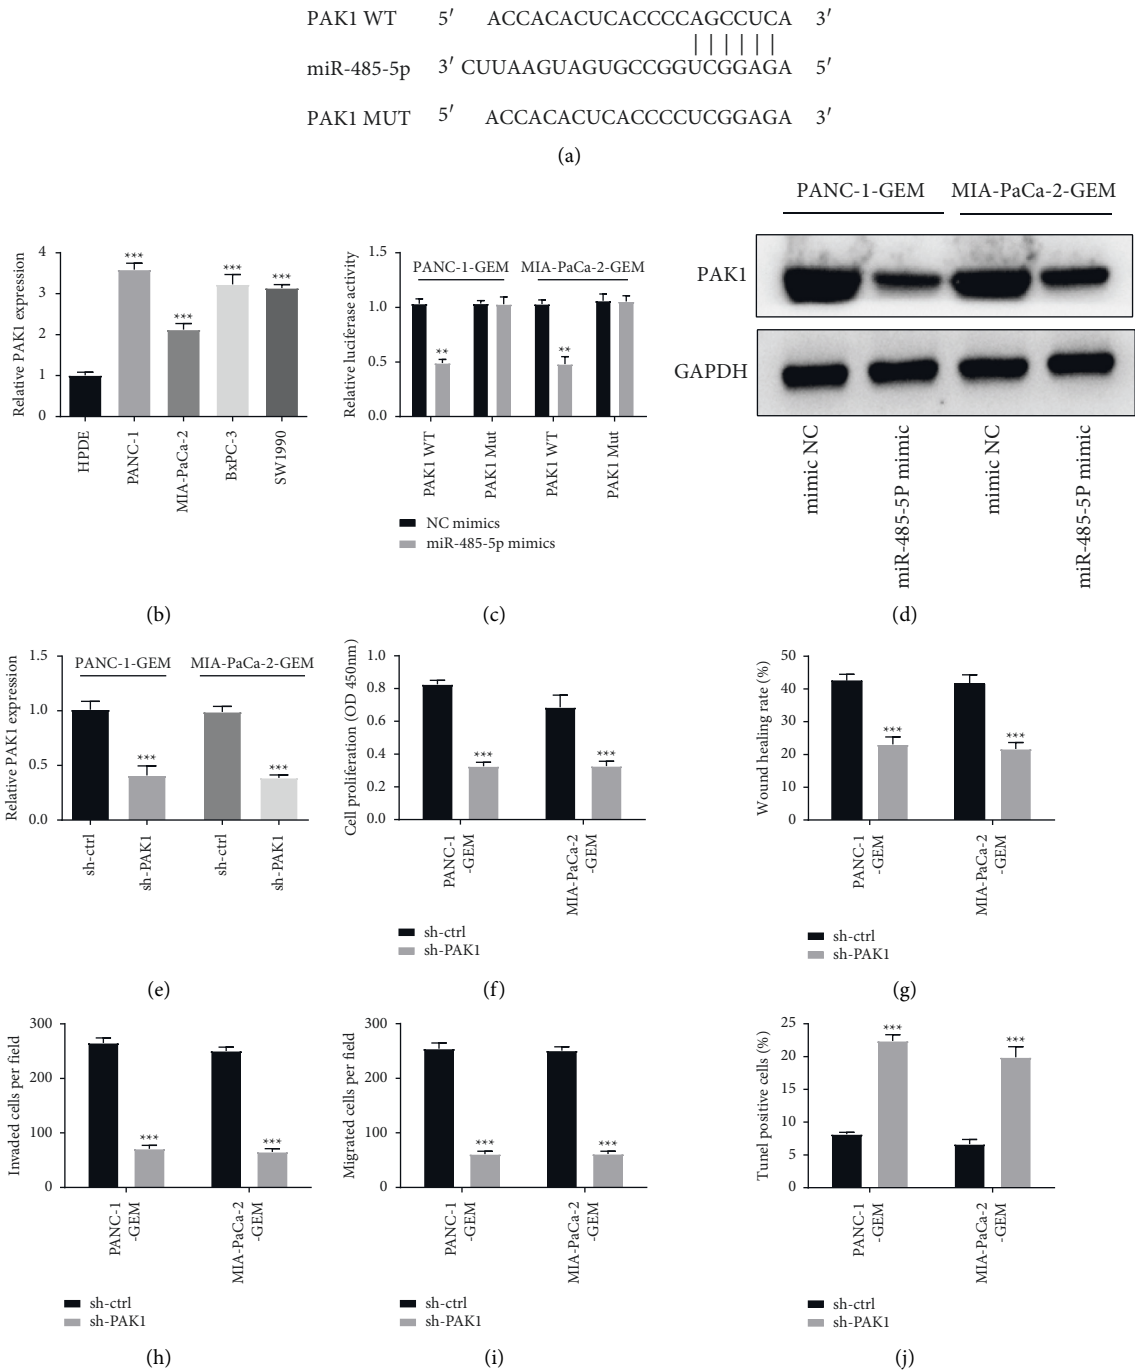 PAK1 WT 5′ ACCACACUCACCCCAGCCUCA 3′
miR-485-5p 3′ CUUAAGUAGUGCCGGUCGGAGA 5′
PAK1 MUT 5′ ACCACACUCACCCCUCGGAGA 3′
(a)
Relative PAK1 expression
4
3
2
1
0
***
***
***
***
HPDE
PANC-1
MIA-PaCa-2
BxPC-3
SW1990
(b)
Relative luciferase activity
1.5
1.0
0.5
0.0
PANC-1-GEM MIA-PaCa-2-GEM
**
**
PAK1 WT
PAK1 Mut
PAK1 WT
PAK1 Mut
NC mimics
miR-485-5p mimics
(c)
PANC-1-GEM MIA-PaCa-2-GEM
PAK1
GAPDH
mimic NC
miR-485-5P mimic
mimic NC
miR-485-5P mimic
(d)
Relative PAK1 expression
1.5
1.0
0.5
0.0
PANC-1-GEM MIA-PaCa-2-GEM
***
***
sh-ctrl
sh-PAK1
sh-ctrl
sh-PAK1
(e)
Cell proliferation (OD 450nm)
1.0
0.8
0.6
0.4
0.2
0.0
***
***
PANC-1
-GEM
MIA-PaCa-2
-GEM
sh-ctrl
sh-PAK1
(f)
Wound healing rate (%)
50
40
30
20
10
0
***
***
PANC-1
-GEM
MIA-PaCa-2
-GEM
sh-ctrl
sh-PAK1
(g)
Invaded cells per field
300
200
100
0
***
***
PANC-1
-GEM
MIA-PaCa-2
-GEM
sh-ctrl
sh-PAK1
(h)
Migrated cells per field
300
200
100
0
***
***
PANC-1
-GEM
MIA-PaCa-2
-GEM
sh-ctrl
sh-PAK1
(i)
Tunel positive cells (%)
25
20
15
10
5
0
***
***
PANC-1
-GEM
MIA-PaCa-2
-GEM
sh-ctrl
sh-PAK1
(j)